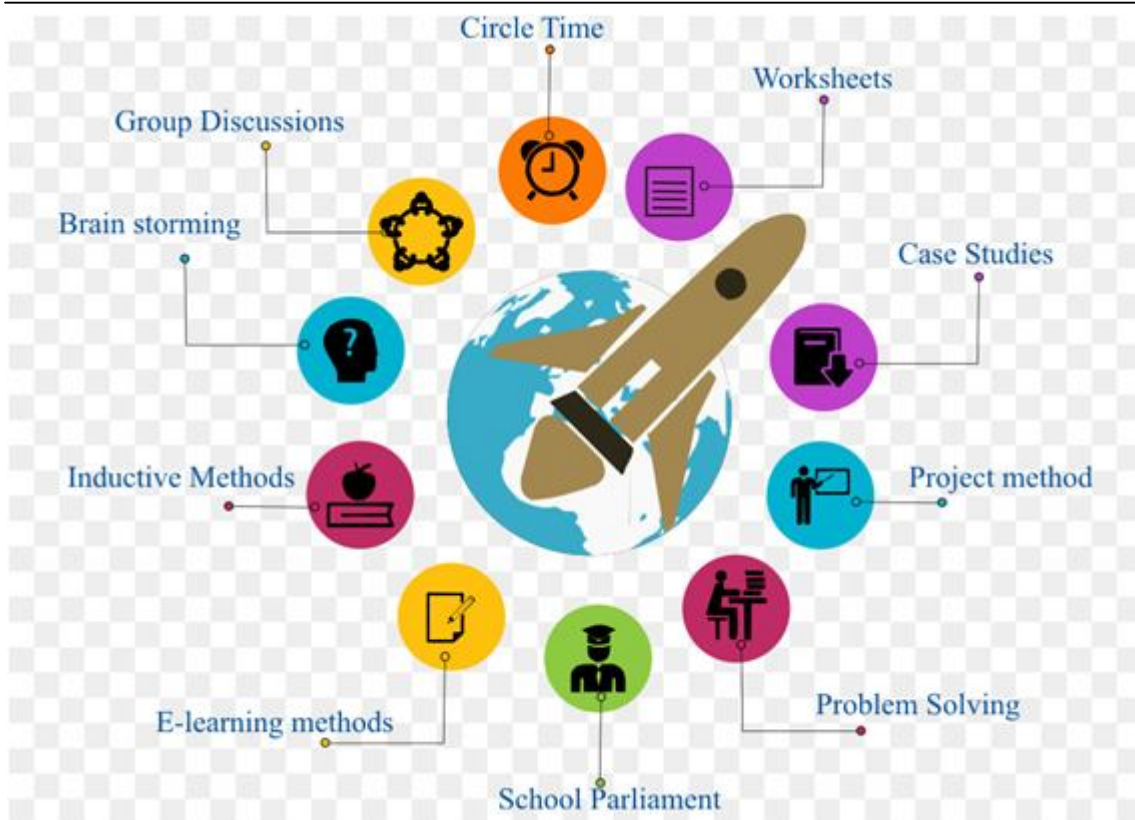 Circle Time
Worksheets
Group Discussions
Brain storming
Case Studies
Inductive Methods
Project method
E-learning methods
Problem Solving
School Parliament
?